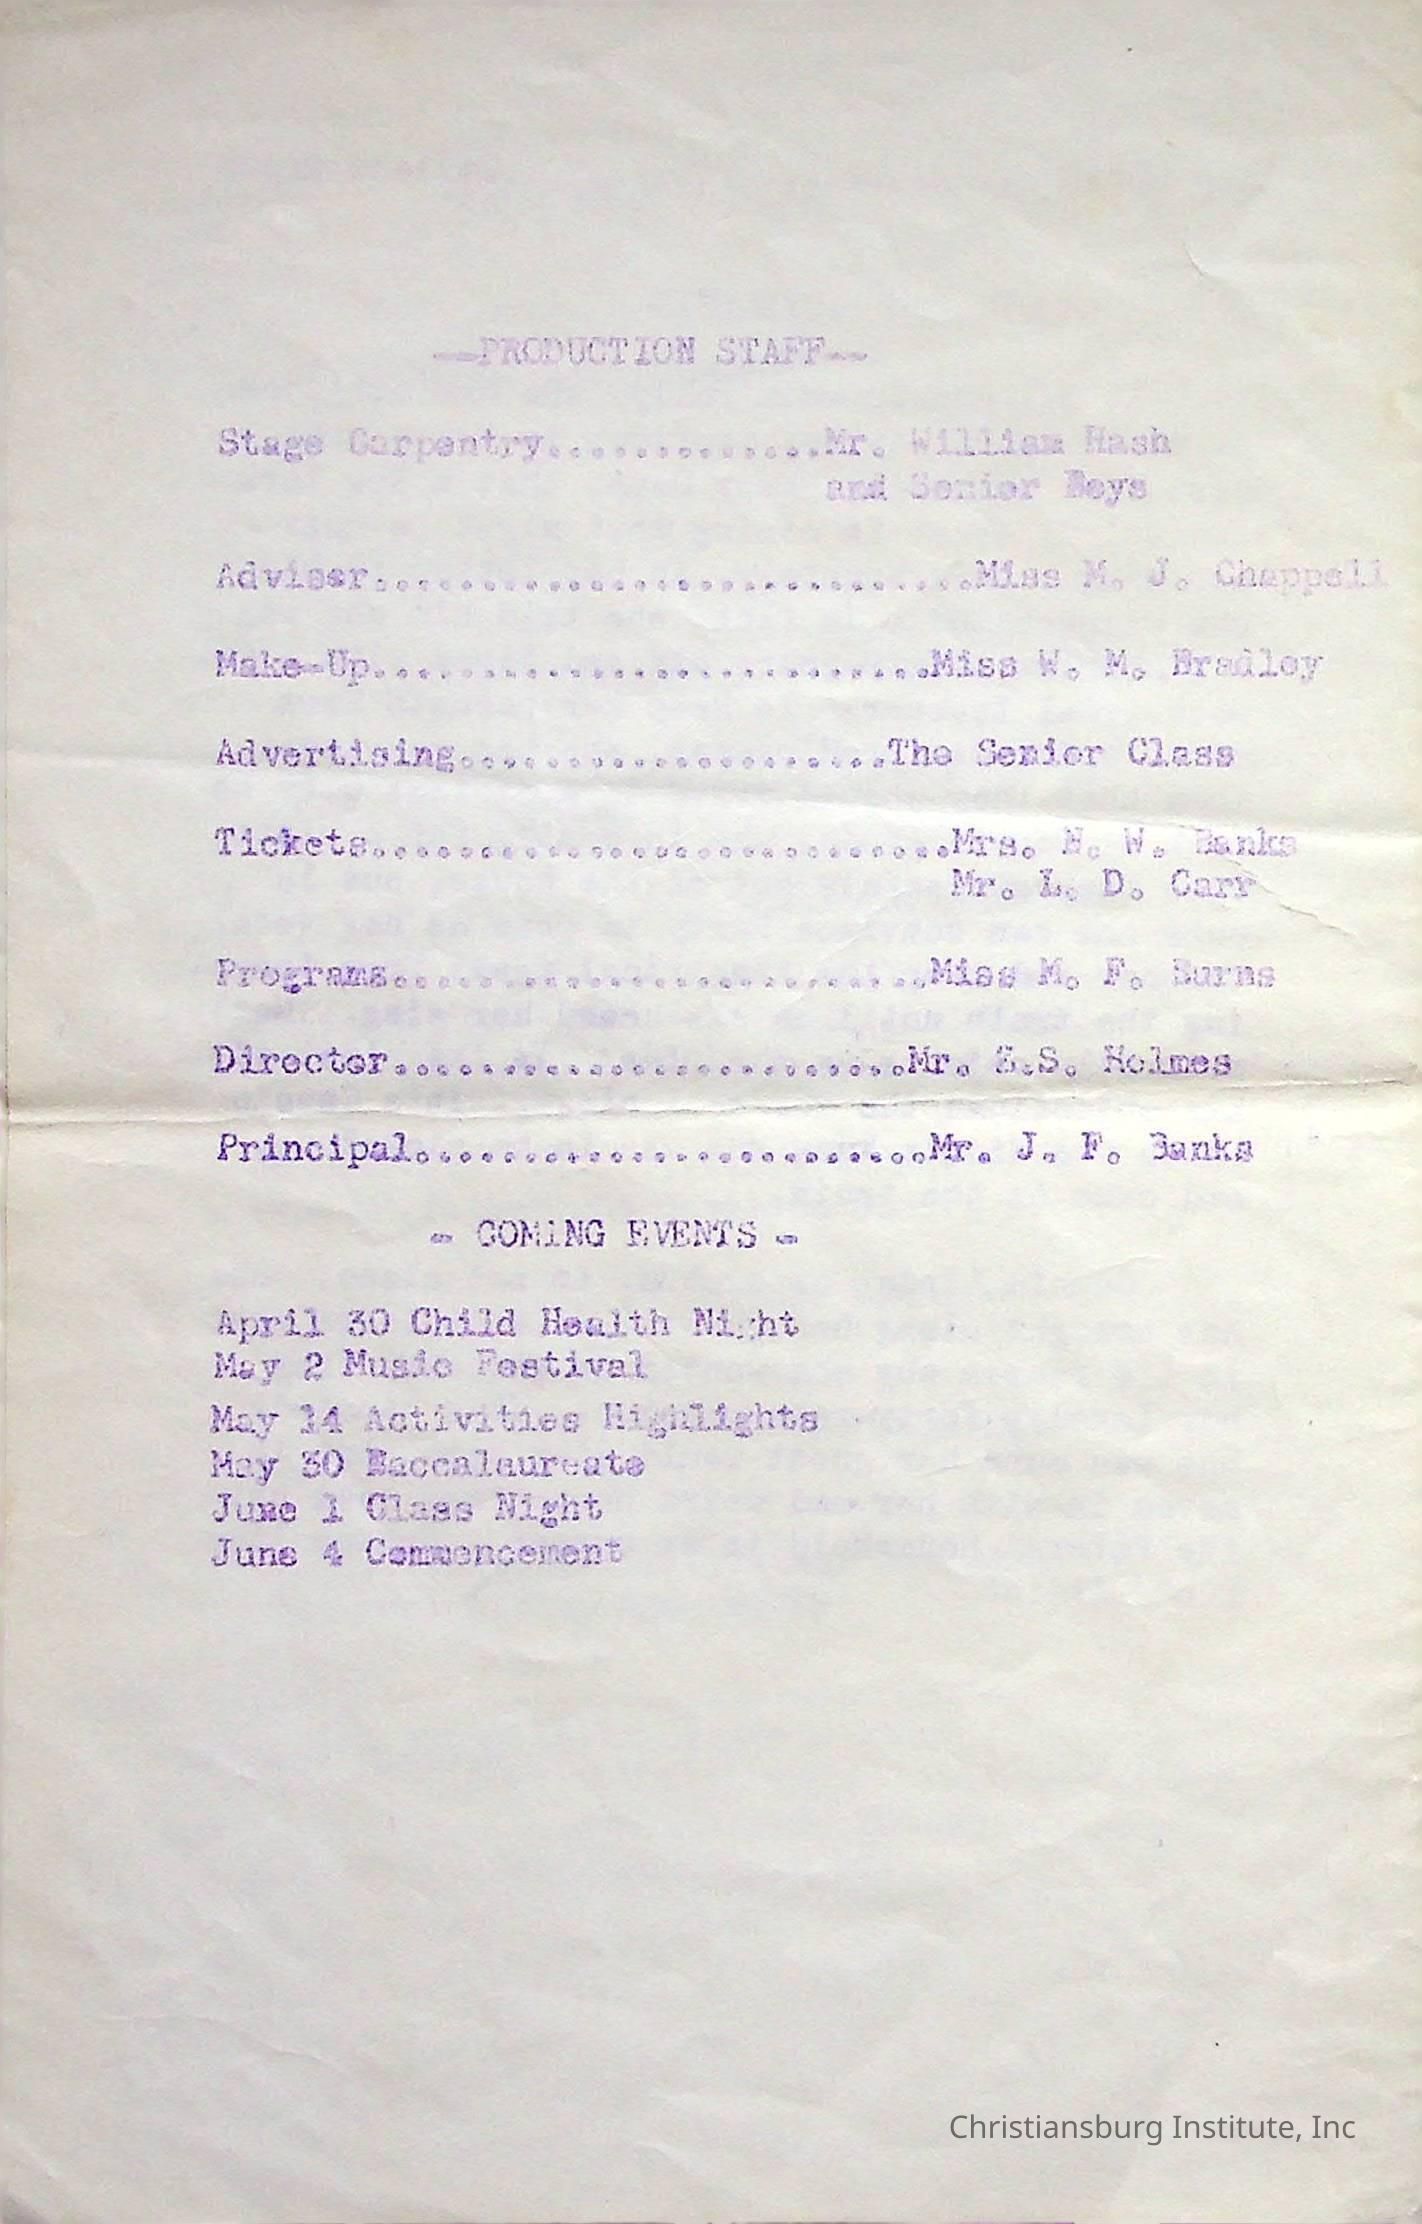 —PRODUCTION STAFF—
Stage Carpentry.............Mr. William Hash
and Senior Boys
Adviser............................Miss M. J. Chappell
Make-Up..........................Miss W. M. Bradley
Advertising....................The Senior Class
Tickets...........................Mrs. N. W. Banks
Mr. L. D. Carr
Programs.........................Miss M. F. Burns
Director........................Mr. S.S. Holmes
Principal........................Mr. J. F. Banks
- COMING EVENTS -
April 30 Child Health Night
May 2 Music Festival
May 14 Activities Highlights
May 30 Baccalaureate
June 1 Class Night
June 4 Commencement
Christiansburg Institute, Inc